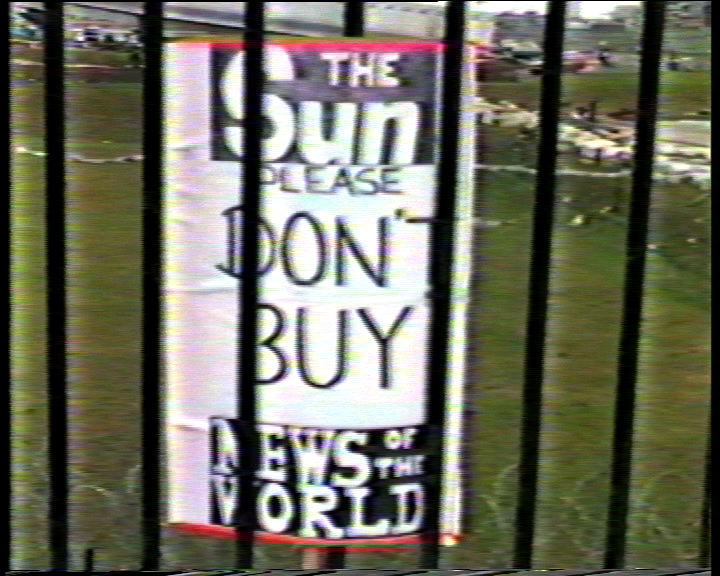 THE
Sun
PLEASE
DON'T
BUY
NEWS OF
THE
WORLD